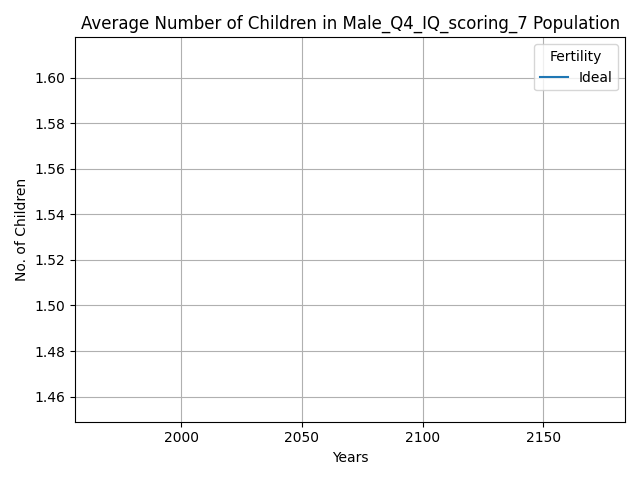 Average Number of Children in Male_Q4_IQ_scoring_7 Population
Fertility
Ideal
1.60
1.58
1.56
1.54
1.52
1.50
1.48
1.46
No. of Children
2000
2050
2100
2150
Years